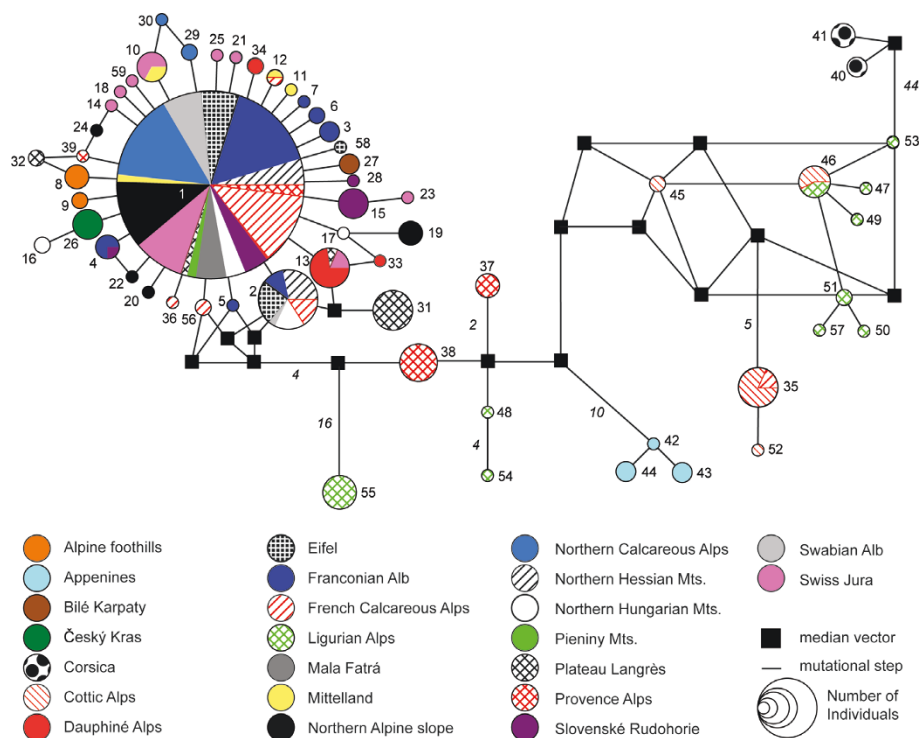 30
29
25
21
34
12
11
7
6
3
58
27
28
15
23
10
59
18
14
24
39
32
8
9
26
16
4
22
20
36
56
5
2
13
17
33
19
31
1
4
16
55
38
37
2
48
4
54
10
42
44
43
41
40
44
53
46
47
49
45
51
57
50
5
35
52
Alpine foothills
Appenines
Bilé Karpaty
Český Kras
Corsica
Cottic Alps
Dauphiné Alps
Eifel
Franconian Alb
French Calcareous Alps
Ligurian Alps
Mala Fatrá
Mittelland
Northern Alpine slope
Northern Calcareous Alps
Northern Hessian Mts.
Northern Hungarian Mts.
Pieniny Mts.
Plateau Langrès
Provence Alps
Slovenské Rudohorie
Swabian Alb
Swiss Jura
median vector
mutational step
Number of
Individuals